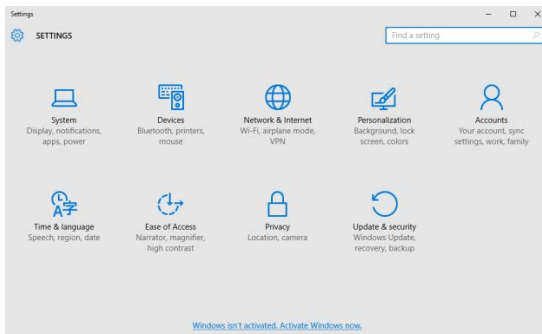 Settings
SETTINGS
Find a setting
System
Display, notifications,
apps, power
Devices
Bluetooth, printers,
mouse
Network & Internet
Wi-Fi, airplane mode,
VPN
Personalization
Background, lock
screen, colors
Accounts
Your account, sync
settings, work, family
A字
Time & language
Speech, region, date
Ease of Access
Narrator, magnifier,
high contrast
Privacy
Location, camera
Update & security
Windows Update,
recovery, backup
Windows isn't activated. Activate Windows now.